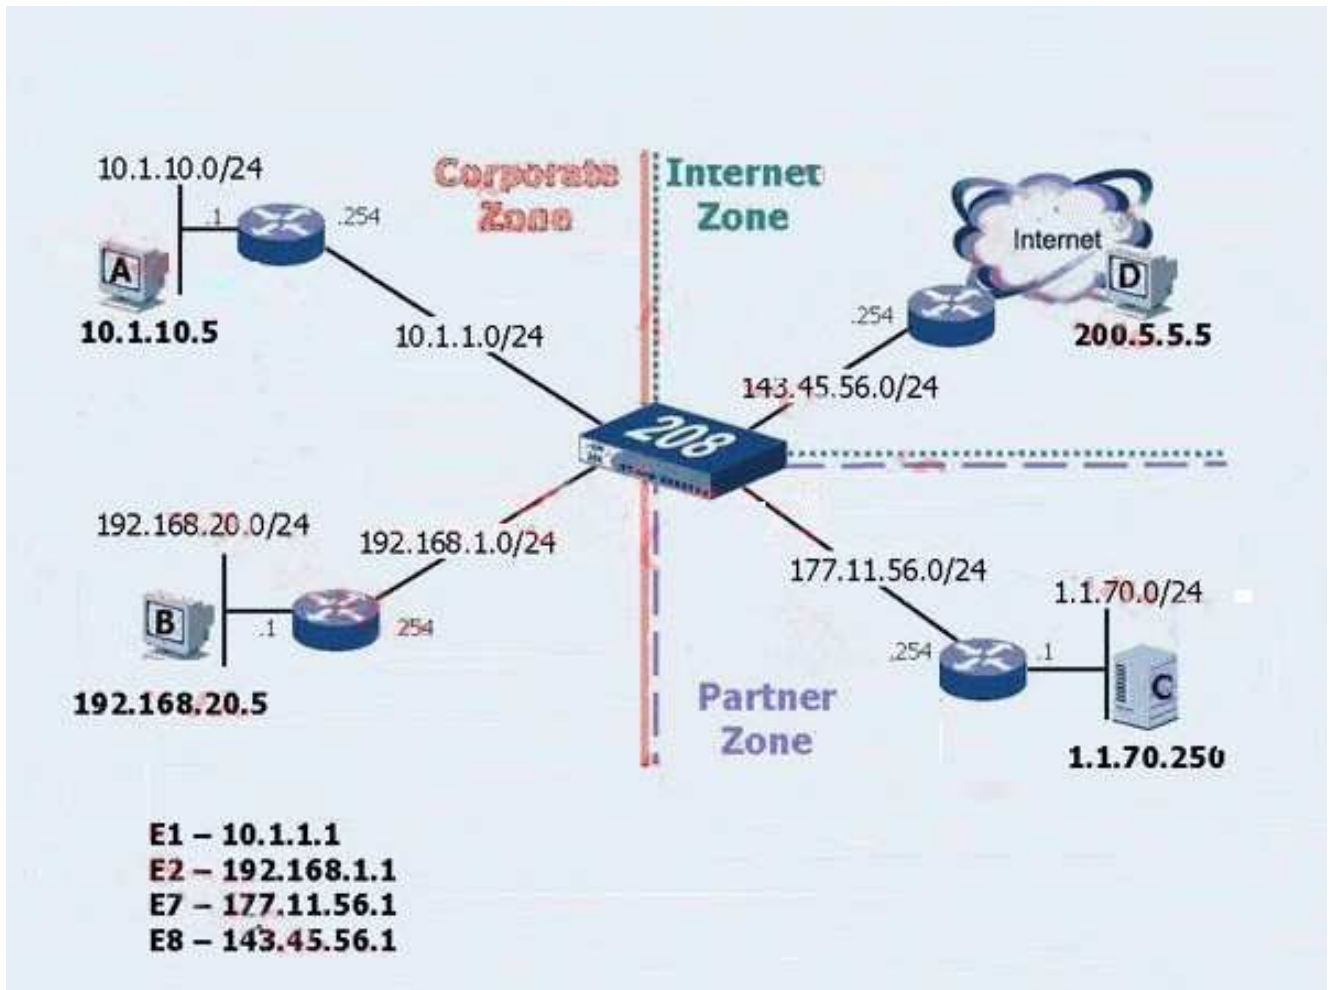 10.1.10.0/24
.1
.254
A
10.1.10.5
10.1.1.0/24
Corporate
Zone
Internet
Zone
Internet
D
.254
200.5.5.5
143.45.56.0/24
208
192.168.20.0/24
192.168.1.0/24
B
.1
254
192.168.20.5
177.11.56.0/24
1.1.70.0/24
.254
.1
C
1.1.70.250
Partner
Zone
E1 – 10.1.1.1
E2 – 192.168.1.1
E7 – 177.11.56.1
E8 – 143.45.56.1